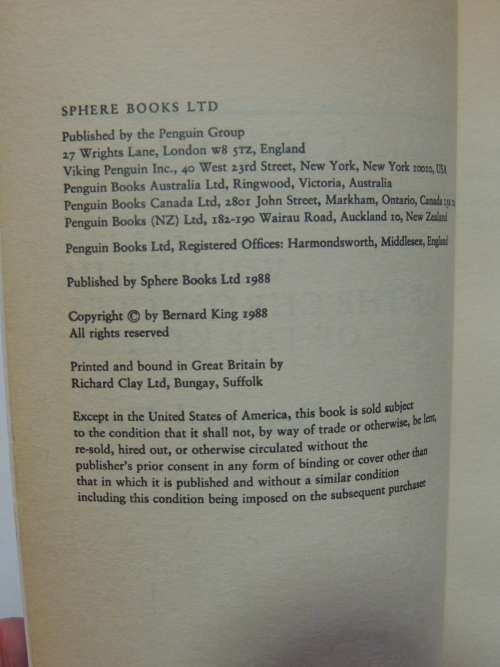 SPHERE BOOKS LTD
Published by the Penguin Group
27 Wrights Lane, London W8 5TZ, England
Viking Penguin Inc., 40 West 23rd Street, New York, New York 10010, USA
Penguin Books Australia Ltd, Ringwood, Victoria, Australia
Penguin Books Canada Ltd, 2801 John Street, Markham, Ontario, Canada
Penguin Books (NZ) Ltd, 182-190 Wairau Road, Auckland 10, New Zealand
Penguin Books Ltd, Registered Offices: Harmondsworth, Middlesex, England
Published by Sphere Books Ltd 1988
Copyright © by Bernard King 1988
All rights reserved
Printed and bound in Great Britain by
Richard Clay Ltd, Bungay, Suffolk
Except in the United States of America, this book is sold subject
to the condition that it shall not, by way of trade or otherwise, be lent,
re-sold, hired out, or otherwise circulated without the
publisher's prior consent in any form of binding or cover other than
that in which it is published and without a similar condition
including this condition being imposed on the subsequent purchaser